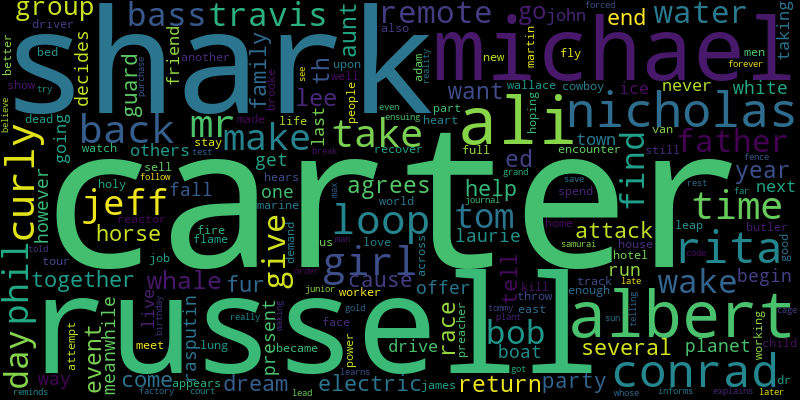 group
driver
bass
travis
remote
go
john
end
water
taking
shark
michael
aunt
family
decides
guard
friend
better
bed
also
show
try
another
purchase
upon
martin
fly
new
men
forever
adam
reality
well
see
brooke
lee
th
want
wallace
cowboy
ice
never
white
believe
dead
going
back
mr
make
take
ali
nicholas
father
people
life
made
last
stay
watch
others
test
break
heart
even
ensuing
part
hoping
town
van
still
curly
however
sell
get
recover
full
ed
encounter
find
year
fence
jeff
holy
follow
one
agrees
help
tom
grand
save
spend
rest
far
next
time
carter
horse
fall
give
loop
laurie
journal
attack
leap
butler
phil
day
reactor
fire
flame
marine
hears
world
max
demand
us
man
love
across
home
samurai
house
hotel
code
good
rita
told
tour
job
girl
tell
run
wake
begin
together
whale
fur
cause
offer
track
enough
planet
dr
order
live
birthday
rasputin
junior
worker
throw
kill
late
child
cage
russell
albert
event
meanwhile
meet
lung
present
became
gold
really
making
face
power
drive
race
preacher
bob
tommy
plant
east
sun
telling
several
working
attempt
way
come
appears
dream
electric
learns
james
return
boat
got
party
conrad
reminds
factory
court
lead
whose
informs
explains
later
forced